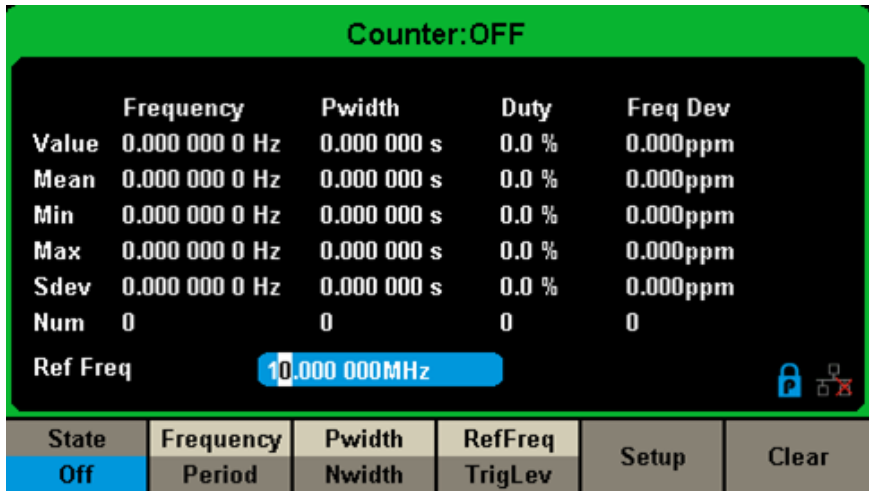 Counter:OFF
Frequency Pwidth Duty Freq Dev
Value 0.000 000 0 Hz 0.000 000 s 0.0 % 0.000ppm
Mean 0.000 000 0 Hz 0.000 000 s 0.0 % 0.000ppm
Min 0.000 000 0 Hz 0.000 000 s 0.0 % 0.000ppm
Max 0.000 000 0 Hz 0.000 000 s 0.0 % 0.000ppm
Sdev 0.000 000 0 Hz 0.000 000 s 0.0 % 0.000ppm
Num 0 0 0 0
Ref Freq 10.000 000MHz
P
State Frequency Pwidth RefFreq Setup Clear
Off Period Nwidth TrigLev